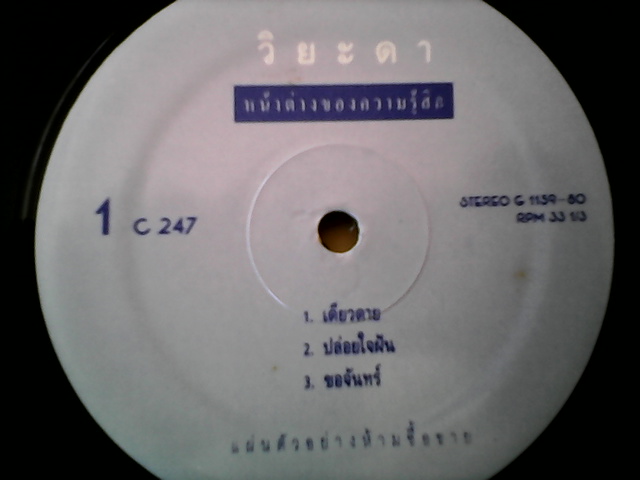 วิยะดา
หน้าต่างของความรู้สึก
1 C 247
STEREO G 1159-80
RPM 33 1/3
1. เดียวดาย
2. ปล่อยใจฝัน
3. ขอจันทร์
แผ่นตัวอย่างห้ามซื้อขาย